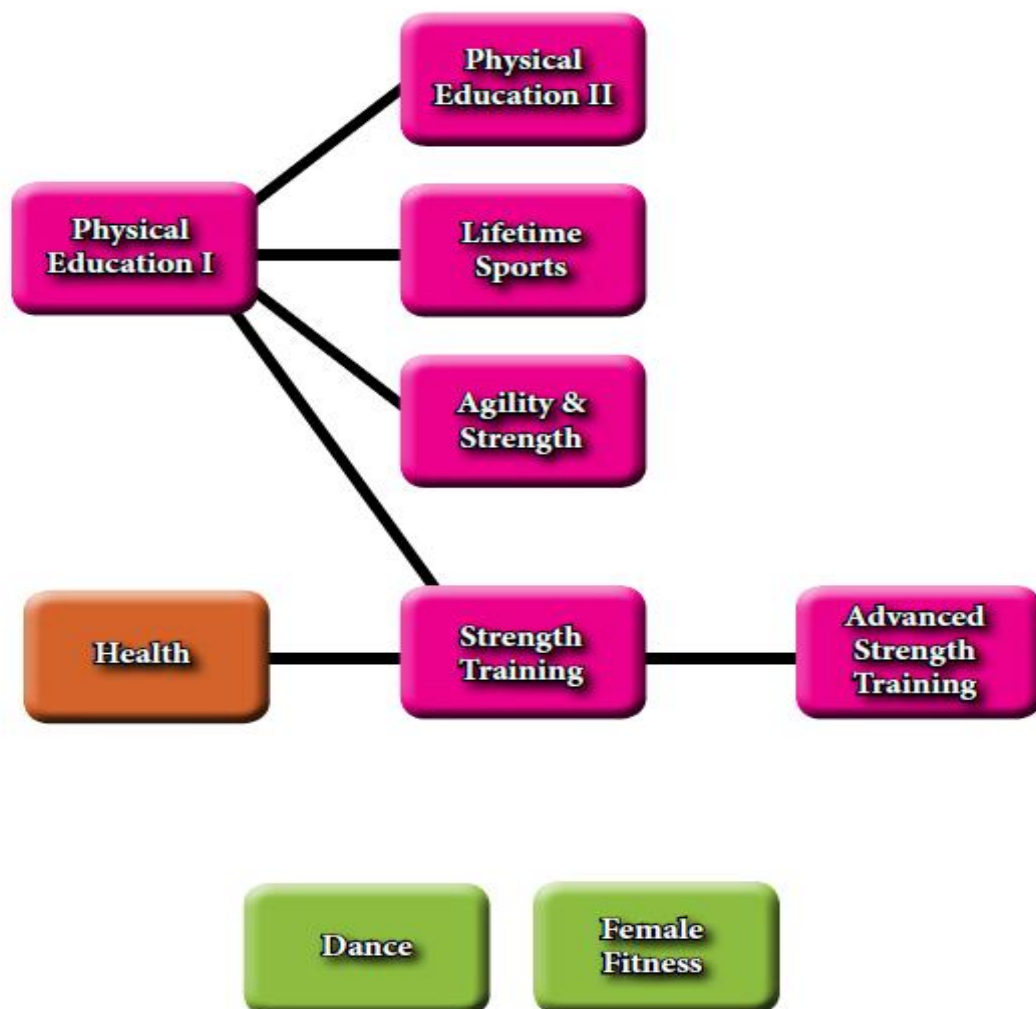 Physical
Education II
Physical
Education I
Lifetime
Sports
Agility &
Strength
Health
Strength
Training
Advanced
Strength
Training
Dance
Female
Fitness